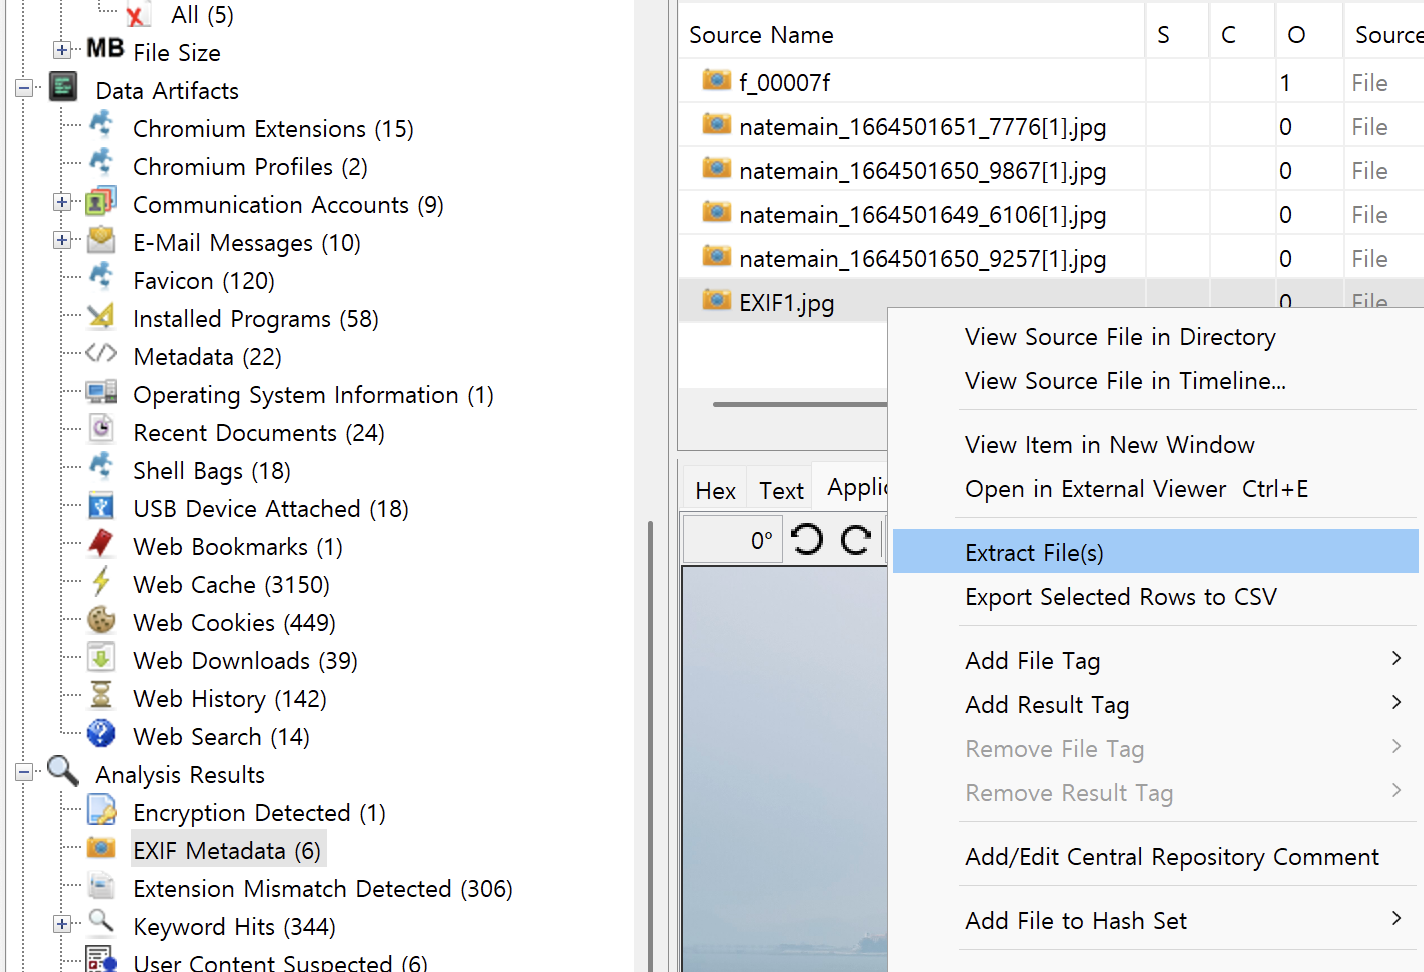 All (5)
MB File Size
Data Artifacts
Chromium Extensions (15)
Chromium Profiles (2)
Communication Accounts (9)
E-Mail Messages (10)
Favicon (120)
Installed Programs (58)
Metadata (22)
Operating System Information (1)
Recent Documents (24)
Shell Bags (18)
USB Device Attached (18)
Web Bookmarks (1)
Web Cache (3150)
Web Cookies (449)
Web Downloads (39)
Web History (142)
Web Search (14)
Analysis Results
Encryption Detected (1)
EXIF Metadata (6)
Extension Mismatch Detected (306)
Keyword Hits (344)
User Content Suspected (6)
Source Name S C O Source
f_00007f 1 File
natemain_1664501651_7776[1].jpg 0 File
natemain_1664501650_9867[1].jpg 0 File
natemain_1664501649_6106[1].jpg 0 File
natemain_1664501650_9257[1].jpg 0 File
EXIF1.jpg 0 File
Hex Text Applic
0°
View Source File in Directory
View Source File in Timeline...
View Item in New Window
Open in External Viewer Ctrl+E
Extract File(s)
Export Selected Rows to CSV
Add File Tag
Add Result Tag
Remove File Tag
Remove Result Tag
Add/Edit Central Repository Comment
Add File to Hash Set